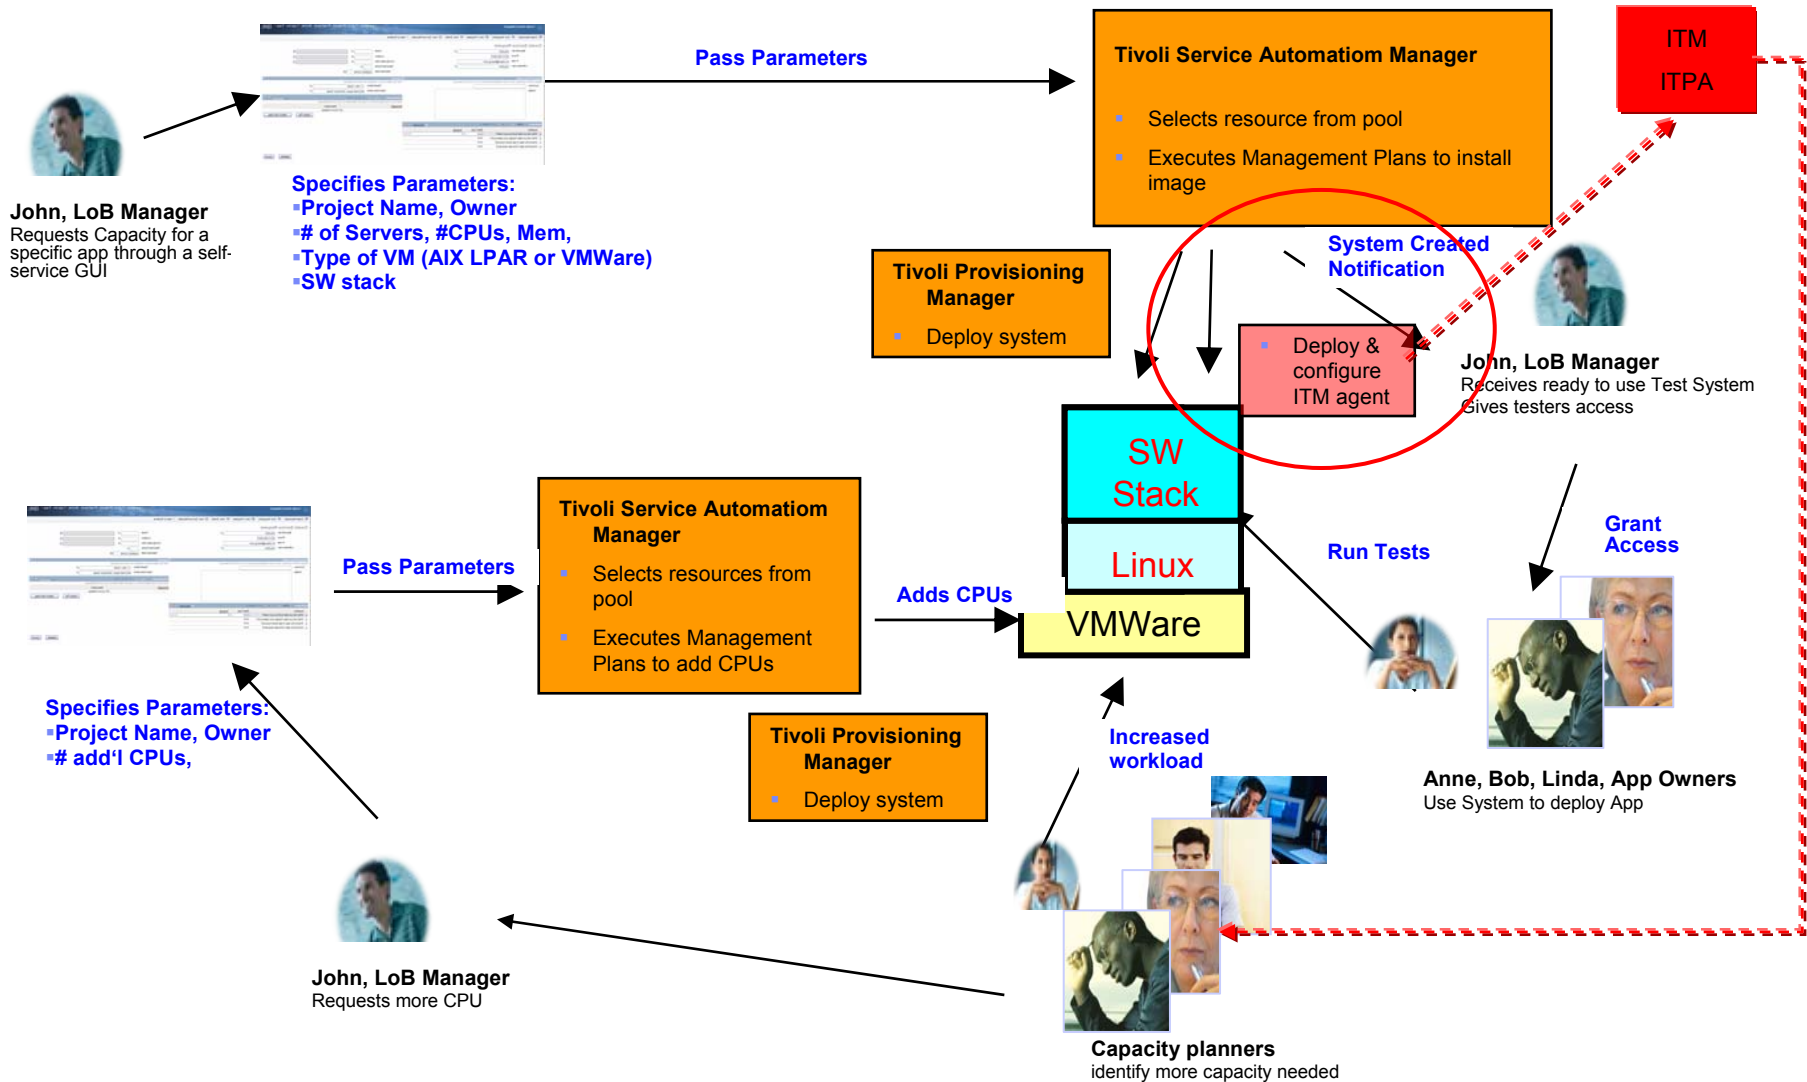 Pass Parameters
Tivoli Service Automatiom Manager
▪ Selects resource from pool
▪ Executes Management Plans to install
image
ITM
ITPA
John, LoB Manager
Requests Capacity for a
specific app through a self-
service GUI
Specifies Parameters:
▪Project Name, Owner
▪# of Servers, #CPUs, Mem,
▪Type of VM (AIX LPAR or VMWare)
▪SW stack
Tivoli Provisioning
Manager
▪ Deploy system
System Created
Notification
▪ Deploy &
configure
ITM agent
John, LoB Manager
Receives ready to use Test System
Gives testers access
SW
Stack
Linux
VMWare
Run Tests
Grant
Access
Anne, Bob, Linda, App Owners
Use System to deploy App
Pass Parameters
Tivoli Service Automatiom
Manager
▪ Selects resources from
pool
▪ Executes Management
Plans to add CPUs
Adds CPUs
Specifies Parameters:
▪Project Name, Owner
▪# add‘l CPUs,
Tivoli Provisioning
Manager
▪ Deploy system
Increased
workload
John, LoB Manager
Requests more CPU
Capacity planners
identify more capacity needed